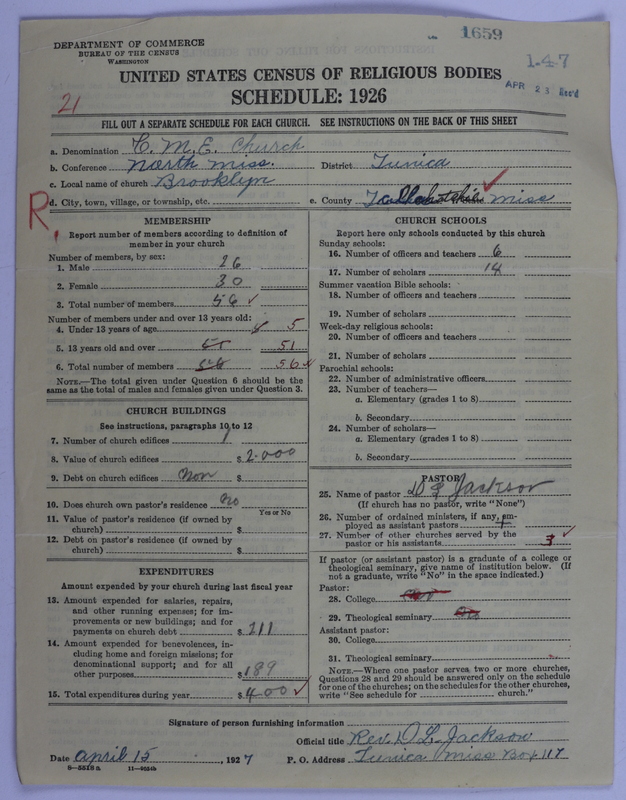 1659
1.47
APR 23 Rec'd
DEPARTMENT OF COMMERCE
BUREAU OF THE CENSUS
WASHINGTON
UNITED STATES CENSUS OF RELIGIOUS BODIES
SCHEDULE: 1926
21
FILL OUT A SEPARATE SCHEDULE FOR EACH CHURCH. SEE INSTRUCTIONS ON THE BACK OF THIS SHEET
a. Denomination C. M. E. Church
b. Conference North Miss. District Tunica
c. Local name of church Brooklyn
d. City, town, village, or township, etc. e. County Miss
R.
MEMBERSHIP
Report number of members according to definition of
member in your church
Number of members, by sex:
1. Male 26
2. Female 30
3. Total number of members 56 ✓
Number of members under and over 13 years old:
4. Under 13 years of age 5
5. 13 years old and over 51
6. Total number of members 56 56 ✓
NOTE.—The total given under Question 6 should be the
same as the total of males and females given under Question 3.
CHURCH BUILDINGS
See instructions, paragraphs 10 to 12
7. Number of church edifices 1
8. Value of church edifices $ 2.000
9. Debt on church edifices non $
10. Does church own pastor's residence no
Yes or No
11. Value of pastor's residence (if owned by
church) $
12. Debt on pastor's residence (if owned by
church) $
EXPENDITURES
Amount expended by your church during last fiscal year
13. Amount expended for salaries, repairs,
and other running expenses; for im-
provements or new buildings; and for
payments on church debt $ 211
14. Amount expended for benevolences, in-
cluding home and foreign missions; for
denominational support; and for all
other purposes $ 189
15. Total expenditures during year $ 400 ✓
CHURCH SCHOOLS
Report here only schools conducted by this church
Sunday schools:
16. Number of officers and teachers 6
17. Number of scholars 14
Summer vacation Bible schools:
18. Number of officers and teachers
19. Number of scholars
Week-day religious schools:
20. Number of officers and teachers
21. Number of scholars
Parochial schools:
22. Number of administrative officers
23. Number of teachers—
a. Elementary (grades 1 to 8)
b. Secondary
24. Number of scholars—
a. Elementary (grades 1 to 8)
b. Secondary
PASTOR
25. Name of pastor D L Jackson
(If church has no pastor, write "None")
26. Number of ordained ministers, if any, em-
ployed as assistant pastors
27. Number of other churches served by the
pastor or his assistants 3 ✓
If pastor (or assistant pastor) is a graduate of a college or
theological seminary, give name of institution below. (If
not a graduate, write "No" in the space indicated.)
Pastor:
28. College
29. Theological seminary
Assistant pastor:
30. College
31. Theological seminary
NOTE.—Where one pastor serves two or more churches,
Questions 28 and 29 should be answered only on the schedule
for one of the churches; on the schedules for the other churches,
write "See schedule for church."
Signature of person furnishing information
Official title Rev. D. L. Jackson
Date April 15, 1927 P. O. Address Tunica Miss Box 117